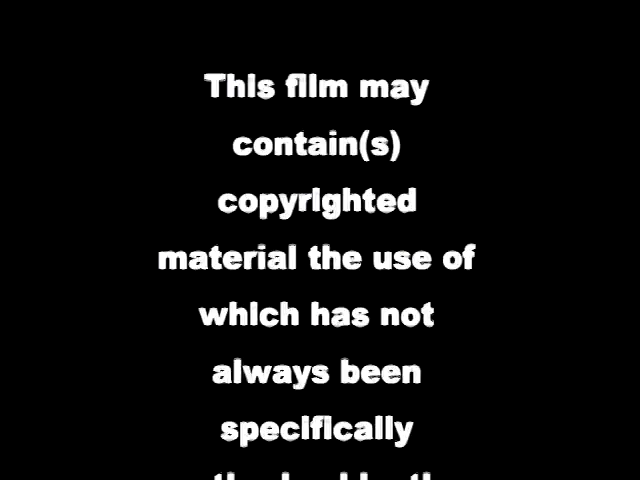 This film may
contain(s)
copyrighted
material the use of
which has not
always been
specifically